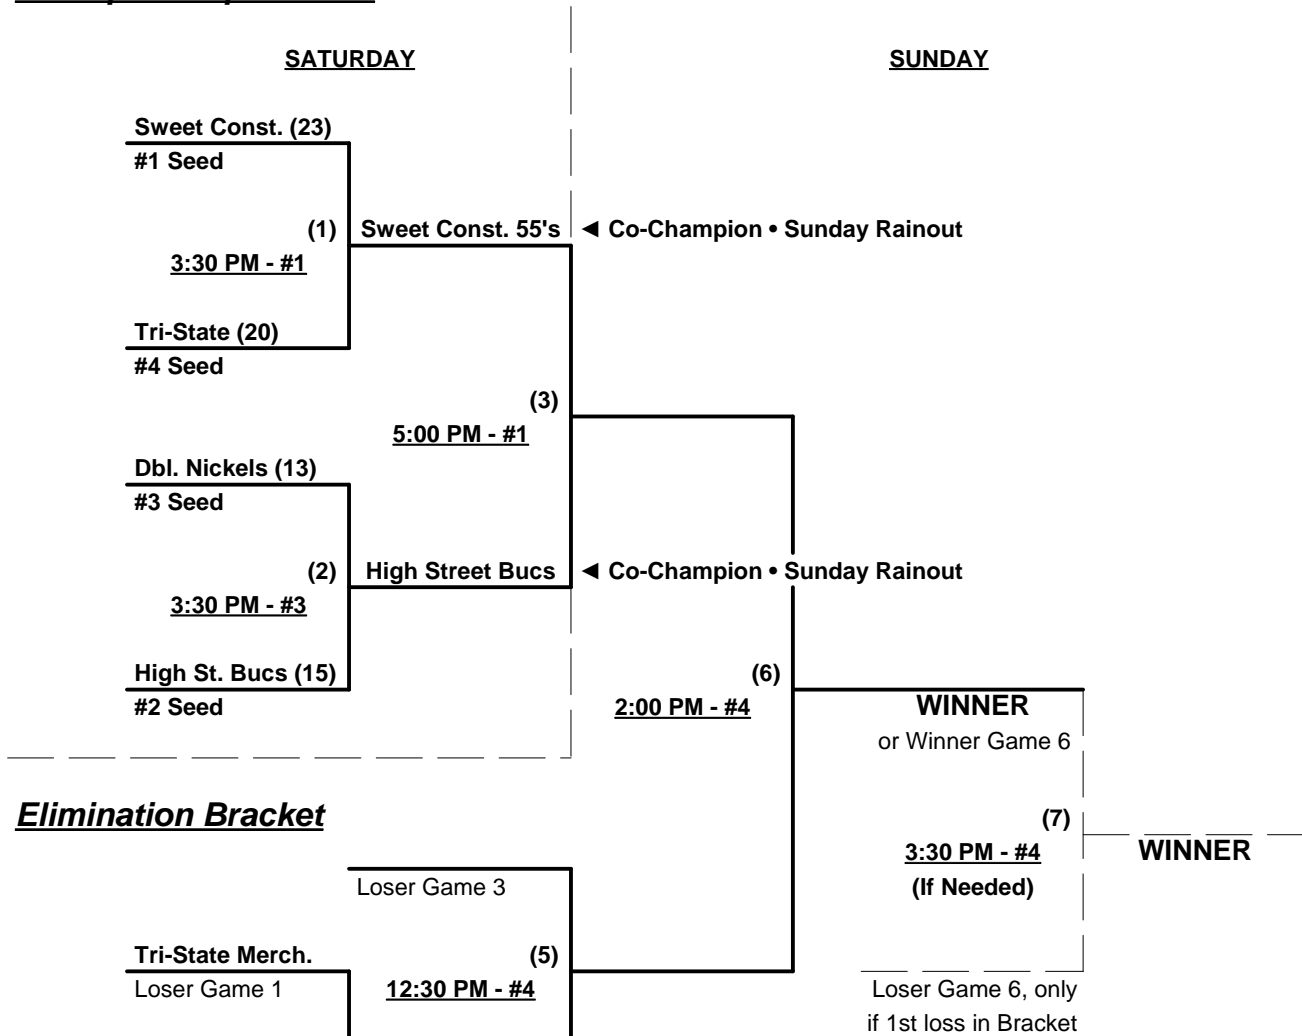 SATURDAY
SUNDAY
Sweet Const. (23)
#1 Seed
(1)
Sweet Const. 55's
◄ Co-Champion • Sunday Rainout
3:30 PM - #1
Tri-State (20)
#4 Seed
(3)
5:00 PM - #1
Dbl. Nickels (13)
#3 Seed
(2)
High Street Bucs
◄ Co-Champion • Sunday Rainout
3:30 PM - #3
High St. Bucs (15)
#2 Seed
(6)
2:00 PM - #4
WINNER
or Winner Game 6
Elimination Bracket
(7)
3:30 PM - #4
(If Needed)
WINNER
Loser Game 3
Tri-State Merch.
Loser Game 1
(5)
12:30 PM - #4
Loser Game 6, only
if 1st loss in Bracket